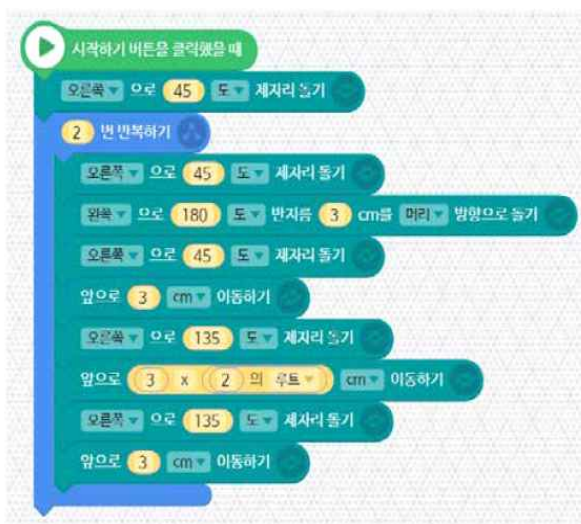 시작하기 버튼을 클릭했을 때
오른쪽 으로 45 도 제자리 돌기
2 번 반복하기
오른쪽 으로 45 도 제자리 돌기
왼쪽 으로 180 도 반지름 3 cm를 머리 방향으로 돌기
오른쪽 으로 45 도 제자리 돌기
앞으로 3 cm 이동하기
오른쪽 으로 135 도 제자리 돌기
앞으로 3 x 2 의 루트 cm 이동하기
오른쪽 으로 135 도 제자리 돌기
앞으로 3 cm 이동하기